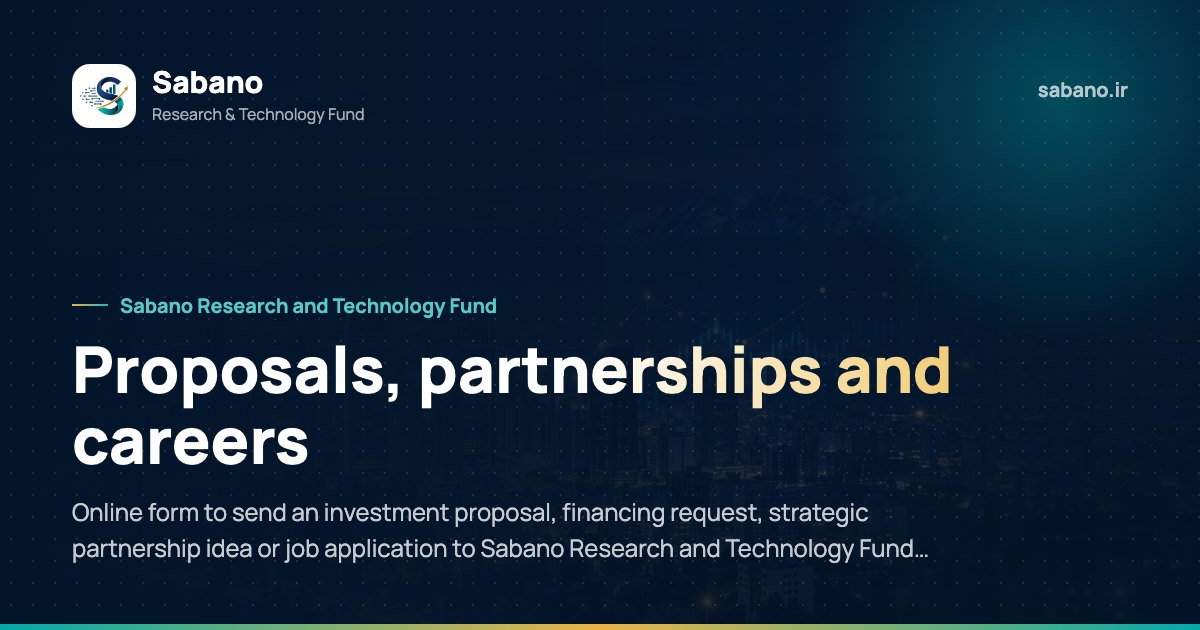 Sabano
Research & Technology Fund
sabano.ir
Sabano Research and Technology Fund
Proposals, partnerships and
careers
Online form to send an investment proposal, financing request, strategic
partnership idea or job application to Sabano Research and Technology Fund…